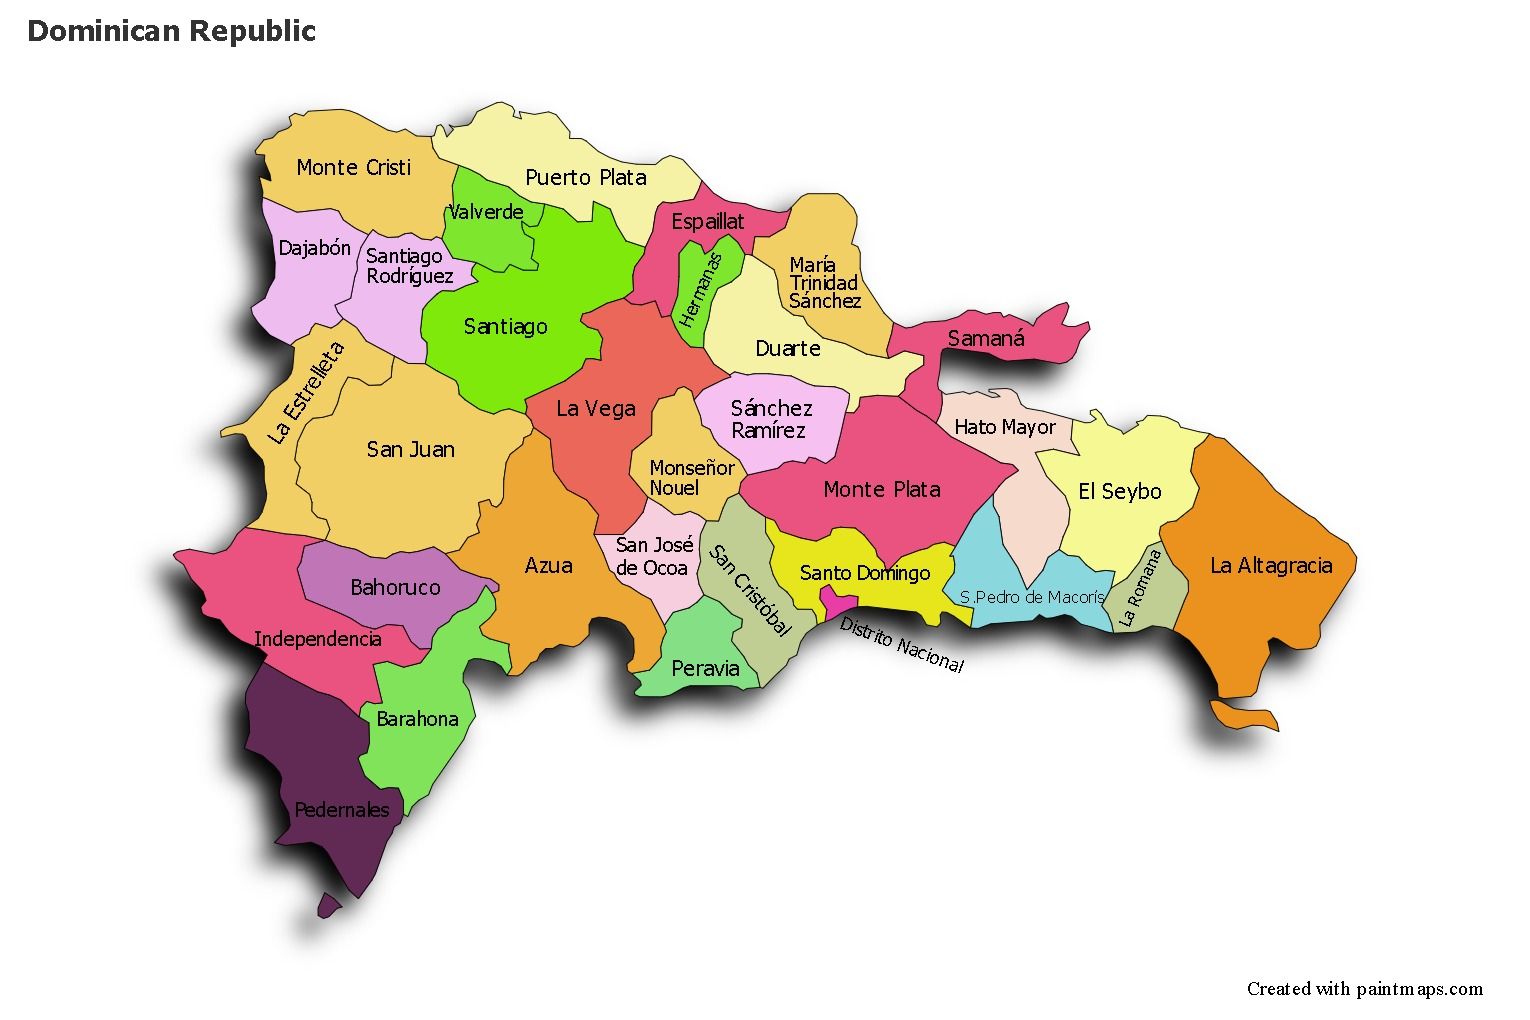 Dominican Republic
Monte Cristi
Puerto Plata
Valverde
Espaillat
Dajabón
Santiago
Rodríguez
Hermanas
María
Trinidad
Sánchez
Santiago
Samaná
Duarte
La Estrelleta
La Vega
Sánchez
Ramírez
Hato Mayor
San Juan
Monseñor
Nouel
Monte Plata
El Seybo
San José
de Ocoa
Azua
San Cristóbal
Santo Domingo
La Altagracia
Bahoruco
S.Pedro de Macorís
La Romana
Independencia
Distrito Nacional
Peravia
Barahona
Pedernales
Created with paintmaps.com